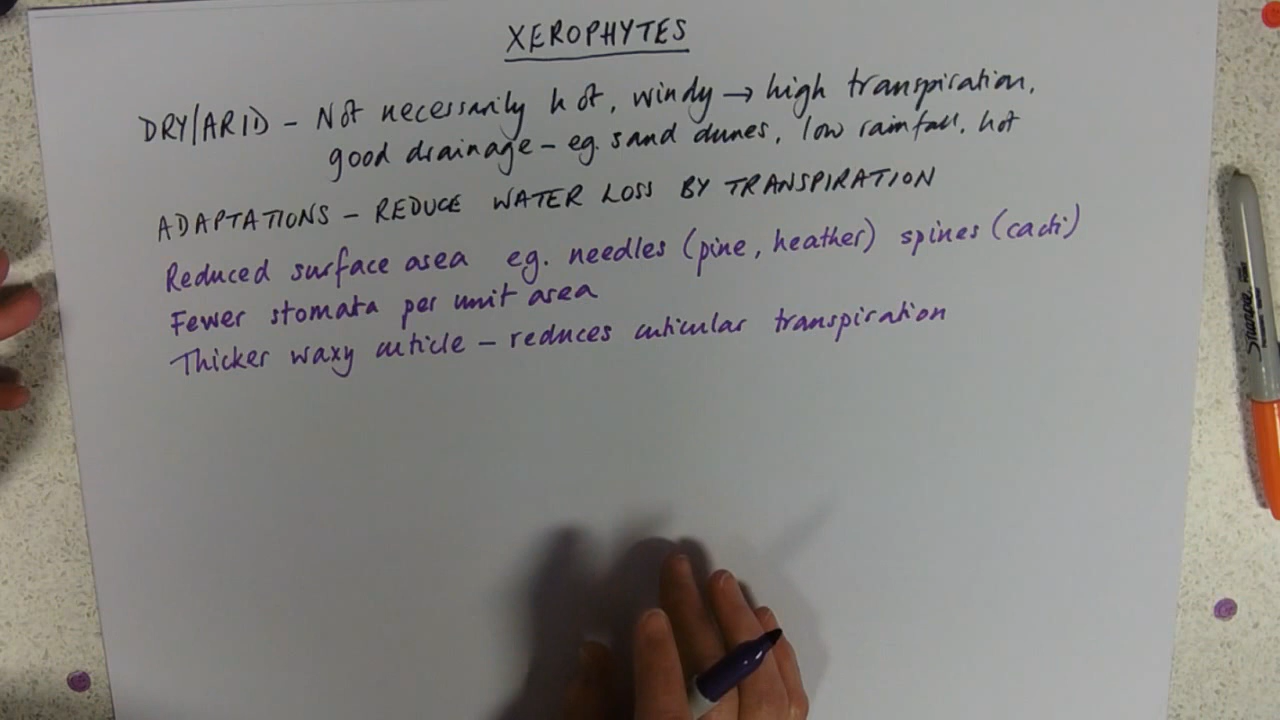 XEROPHYTES
DRY/ARID - Not necessarily hot, windy → high transpiration,
good drainage - eg. sand dunes, low rainfall, hot
ADAPTATIONS - REDUCE WATER LOSS BY TRANSPIRATION
Reduced surface area eg. needles (pine, heather) spines (cacti)
Fewer stomata per unit area
Thicker waxy cuticle - reduces cuticular transpiration
Sharpie